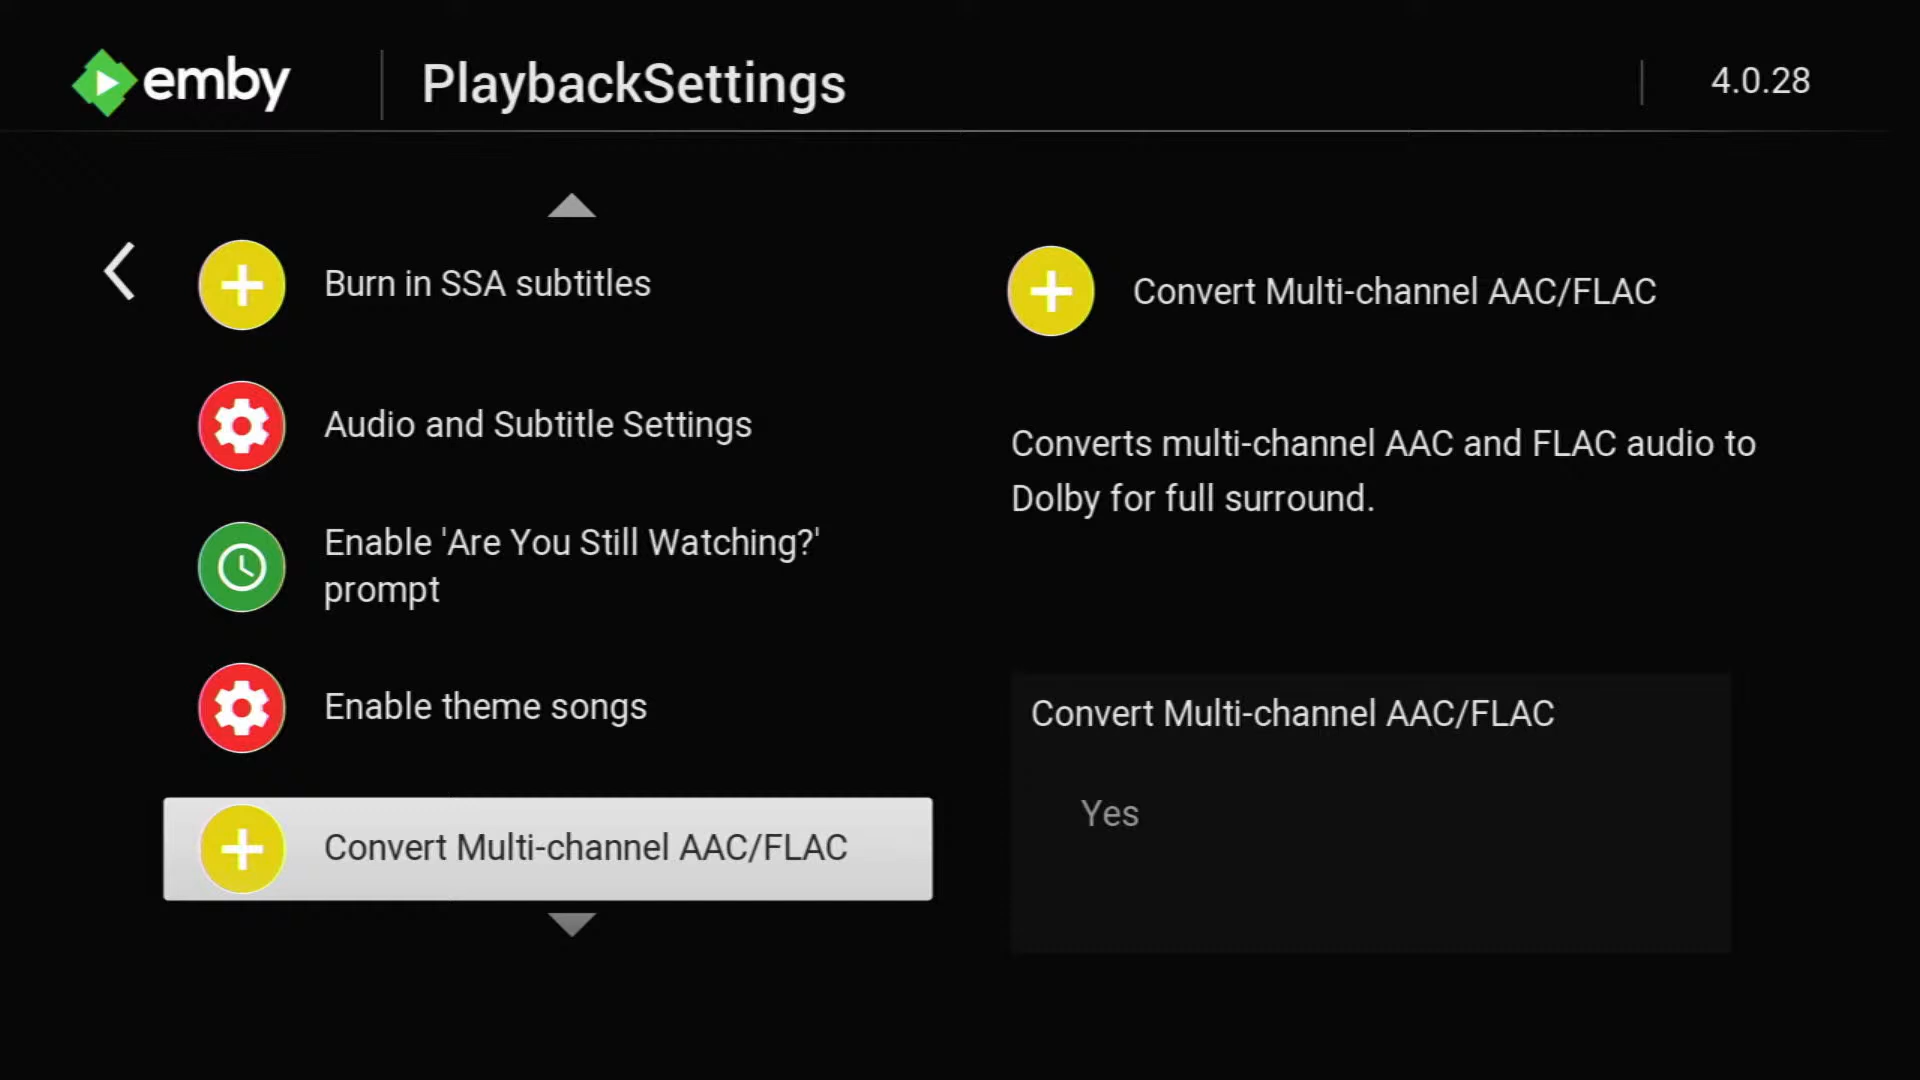 emby
PlaybackSettings
4.0.28
Burn in SSA subtitles
Audio and Subtitle Settings
Enable 'Are You Still Watching?'
prompt
Enable theme songs
Convert Multi-channel AAC/FLAC
Convert Multi-channel AAC/FLAC
Converts multi-channel AAC and FLAC audio to
Dolby for full surround.
Convert Multi-channel AAC/FLAC
Yes